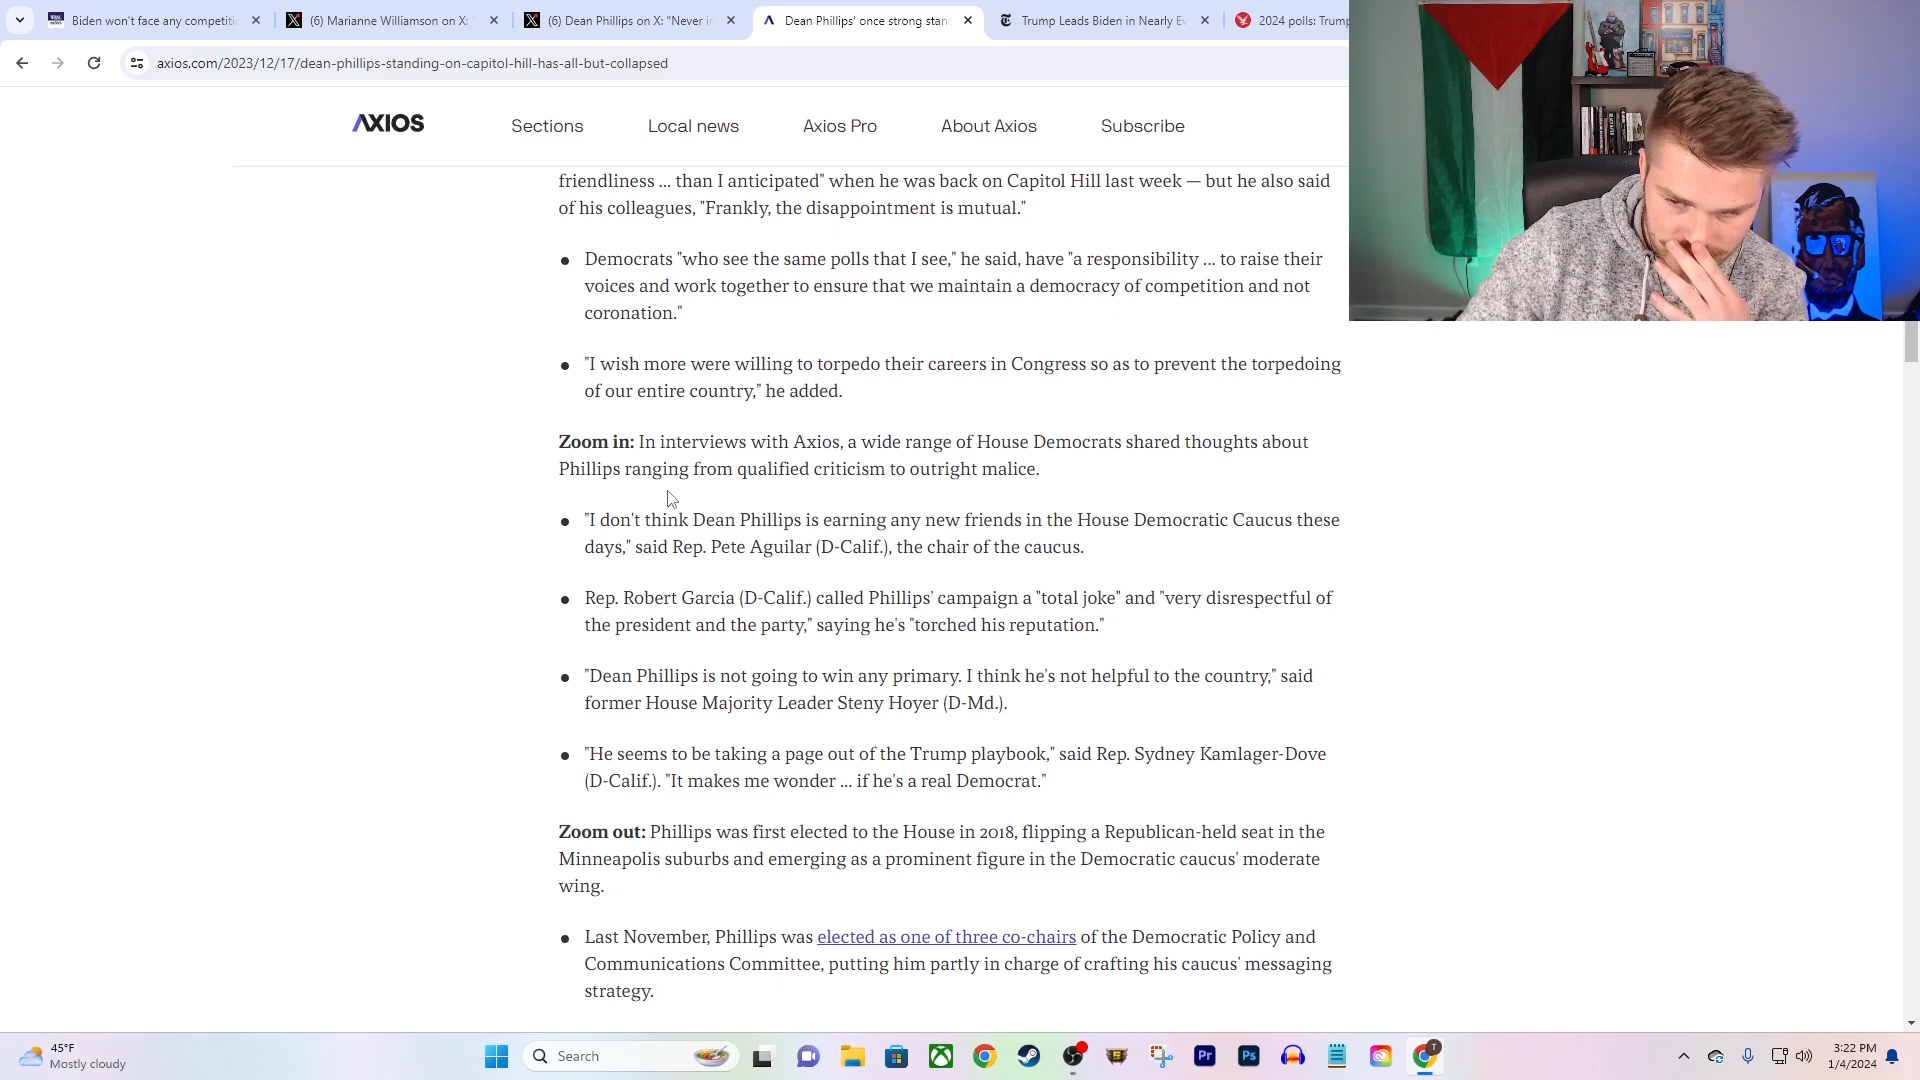 Biden won't face any competitio
(6) Marianne Williamson on X: "
(6) Dean Phillips on X: "Never in
Dean Phillips' once strong stan
Trump Leads Biden in Nearly Ev
2024 polls: Trump
axios.com/2023/12/17/dean-phillips-standing-on-capitol-hill-has-all-but-collapsed
AXIOS
Sections
Local news
Axios Pro
About Axios
Subscribe
friendliness ... than I anticipated" when he was back on Capitol Hill last week — but he also said
of his colleagues, "Frankly, the disappointment is mutual."
Democrats "who see the same polls that I see," he said, have "a responsibility ... to raise their
voices and work together to ensure that we maintain a democracy of competition and not
coronation."
"I wish more were willing to torpedo their careers in Congress so as to prevent the torpedoing
of our entire country," he added.
Zoom in: In interviews with Axios, a wide range of House Democrats shared thoughts about
Phillips ranging from qualified criticism to outright malice.
"I don't think Dean Phillips is earning any new friends in the House Democratic Caucus these
days," said Rep. Pete Aguilar (D-Calif.), the chair of the caucus.
Rep. Robert Garcia (D-Calif.) called Phillips' campaign a "total joke" and "very disrespectful of
the president and the party," saying he's "torched his reputation."
"Dean Phillips is not going to win any primary. I think he's not helpful to the country," said
former House Majority Leader Steny Hoyer (D-Md.).
"He seems to be taking a page out of the Trump playbook," said Rep. Sydney Kamlager-Dove
(D-Calif.). "It makes me wonder ... if he's a real Democrat."
Zoom out: Phillips was first elected to the House in 2018, flipping a Republican-held seat in the
Minneapolis suburbs and emerging as a prominent figure in the Democratic caucus' moderate
wing.
Last November, Phillips was elected as one of three co-chairs of the Democratic Policy and
Communications Committee, putting him partly in charge of crafting his caucus' messaging
strategy.
45°F
Mostly cloudy
Search
Pr
Ps
T
3:22 PM
1/4/2024